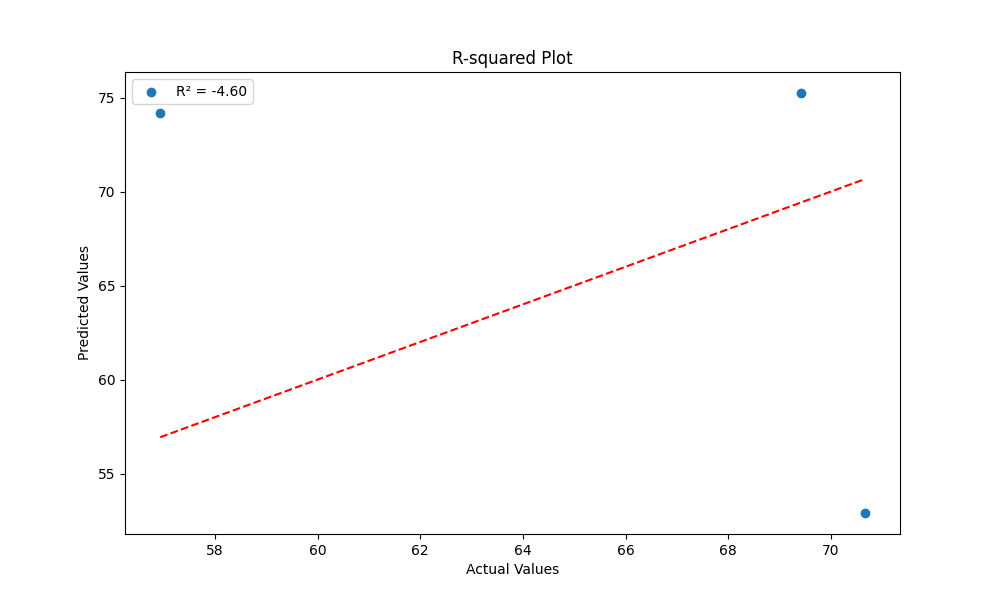 R-squared Plot
R² = -4.60
75
70
65
60
55
Predicted Values
58 60 62 64 66 68 70
Actual Values